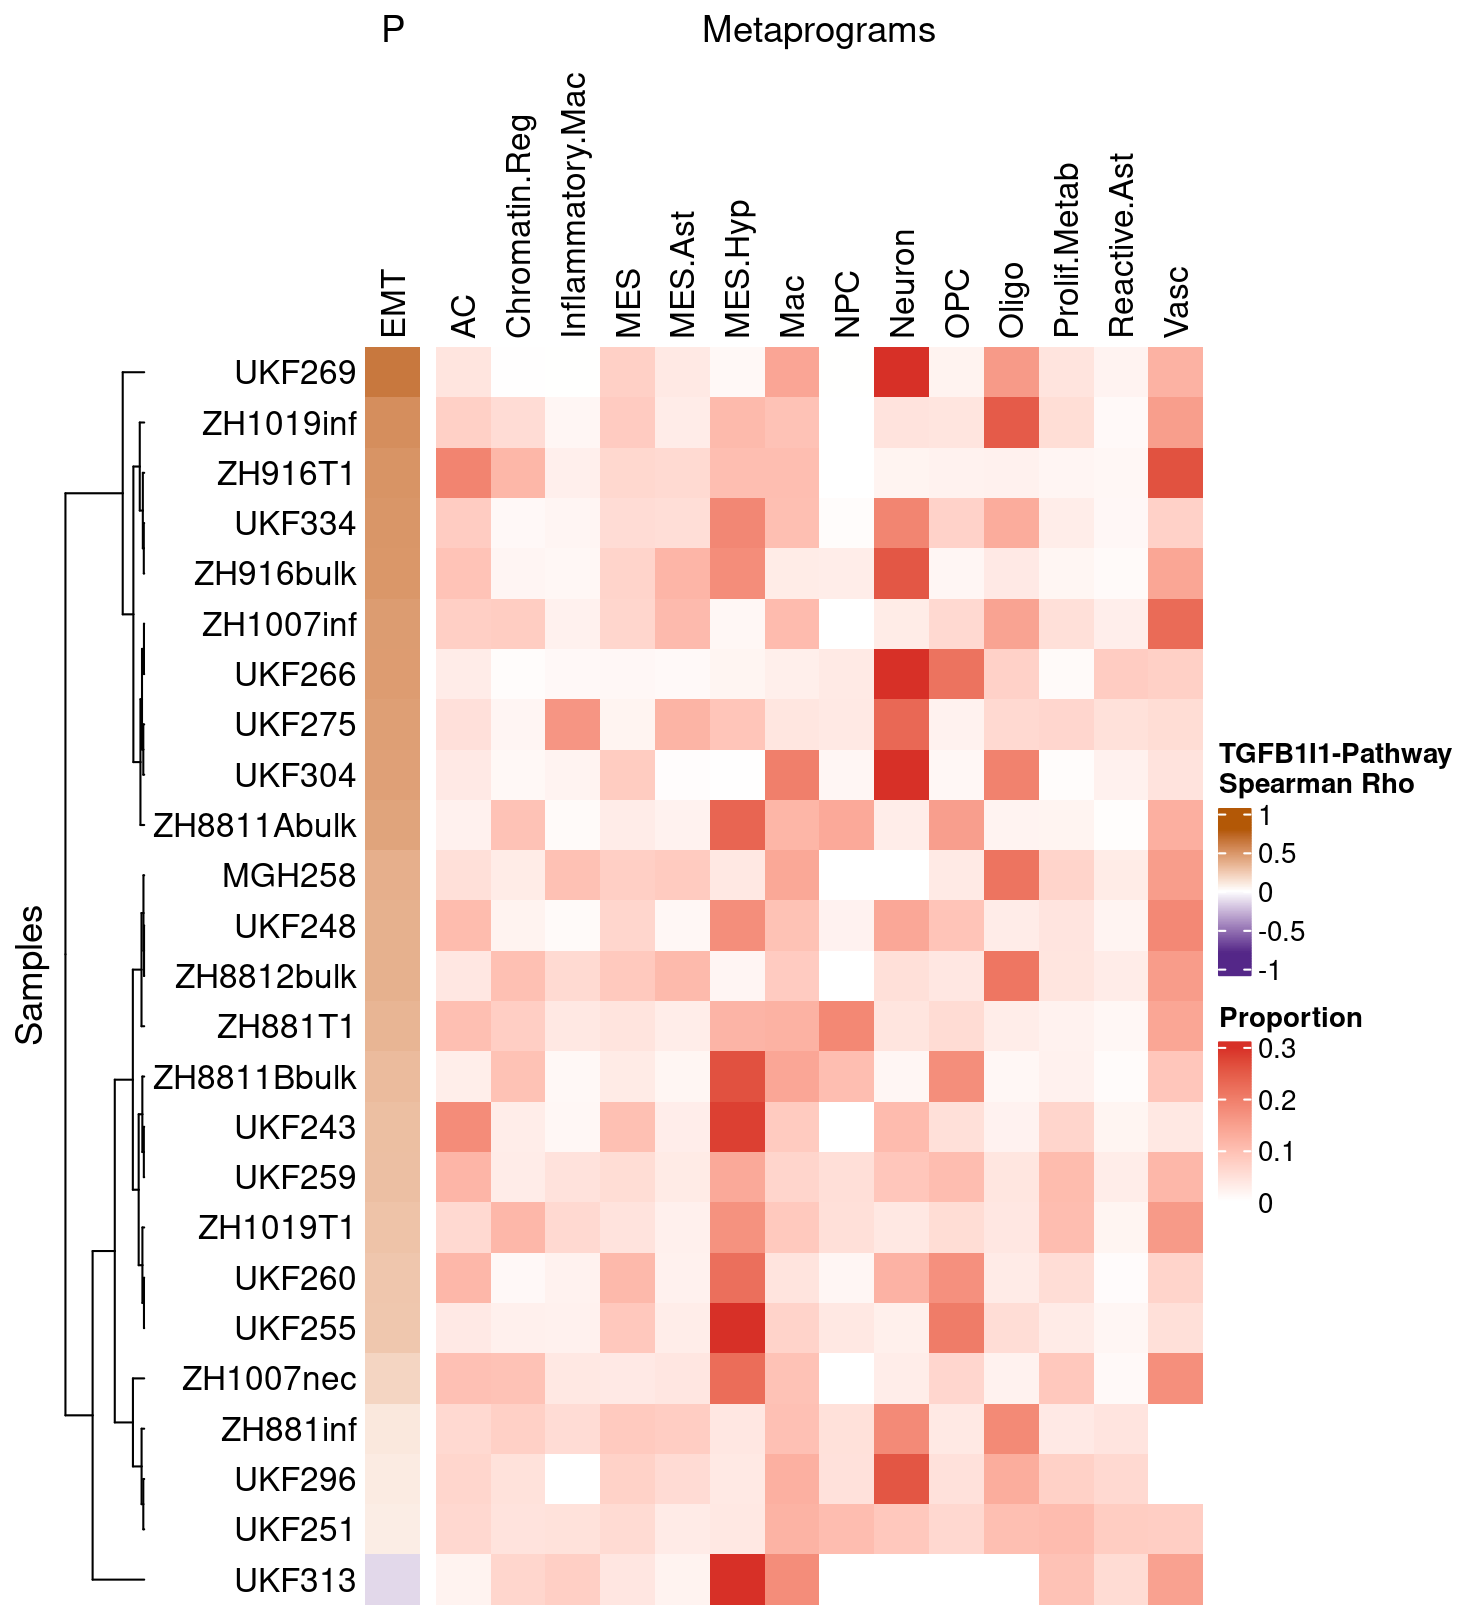 P
Metaprograms
EMT
AC
Chromatin.Reg
Inflammatory.Mac
MES
MES.Ast
MES.Hyp
Mac
NPC
Neuron
OPC
Oligo
Prolif.Metab
Reactive.Ast
Vasc
Samples
UKF269
ZH1019inf
ZH916T1
UKF334
ZH916bulk
ZH1007inf
UKF266
UKF275
UKF304
ZH8811Abulk
MGH258
UKF248
ZH8812bulk
ZH881T1
ZH8811Bbulk
UKF243
UKF259
ZH1019T1
UKF260
UKF255
ZH1007nec
ZH881inf
UKF296
UKF251
UKF313
TGFB1I1-Pathway
Spearman Rho
1
0.5
0
-0.5
-1
Proportion
0.3
0.2
0.1
0